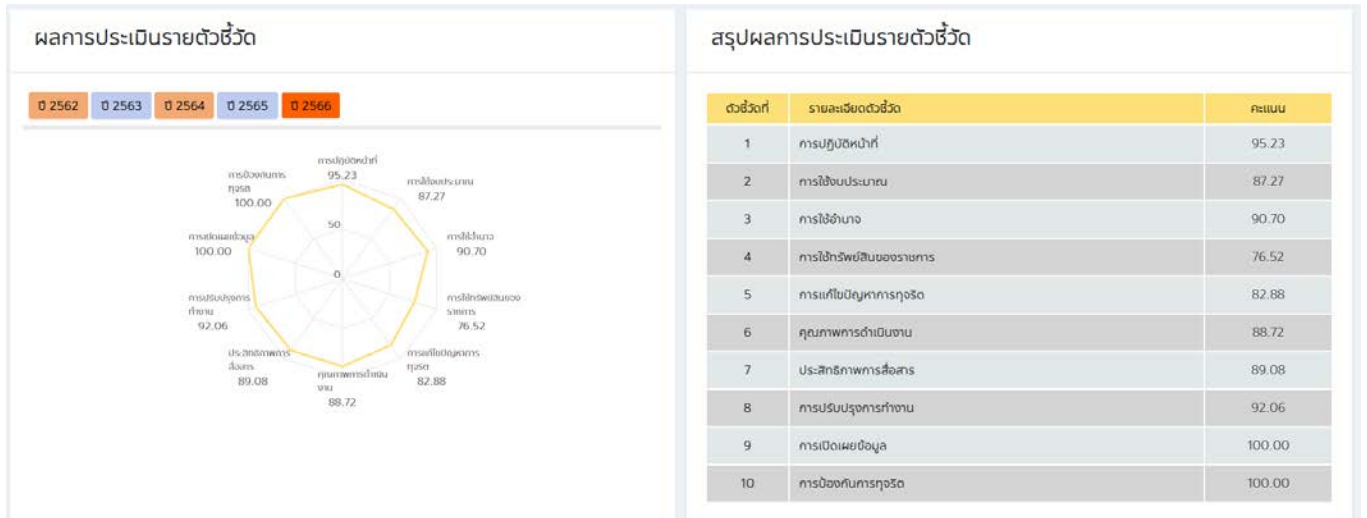 ผลการประเมินรายตัวชี้วัด
ปี 2562 ปี 2563 ปี 2564 ปี 2565 ปี 2566
การปฏิบัติหน้าที่
95.23
การใช้งบประมาณ
87.27
การใช้อำนาจ
90.70
การใช้ทรัพย์สินของ
ราชการ
76.52
การแก้ไขปัญหาการ
ทุจริต
82.88
คุณภาพการดำเนิน
งาน
88.72
ประสิทธิภาพการ
สื่อสาร
89.08
การปรับปรุงการ
ทำงาน
92.06
การเปิดเผยข้อมูล
100.00
การป้องกันการ
ทุจริต
100.00
50
0
สรุปผลการประเมินรายตัวชี้วัด
ตัวชี้วัดที่ รายละเอียดตัวชี้วัด คะแนน
1 การปฏิบัติหน้าที่ 95.23
2 การใช้งบประมาณ 87.27
3 การใช้อำนาจ 90.70
4 การใช้ทรัพย์สินของราชการ 76.52
5 การแก้ไขปัญหาการทุจริต 82.88
6 คุณภาพการดำเนินงาน 88.72
7 ประสิทธิภาพการสื่อสาร 89.08
8 การปรับปรุงการทำงาน 92.06
9 การเปิดเผยข้อมูล 100.00
10 การป้องกันการทุจริต 100.00